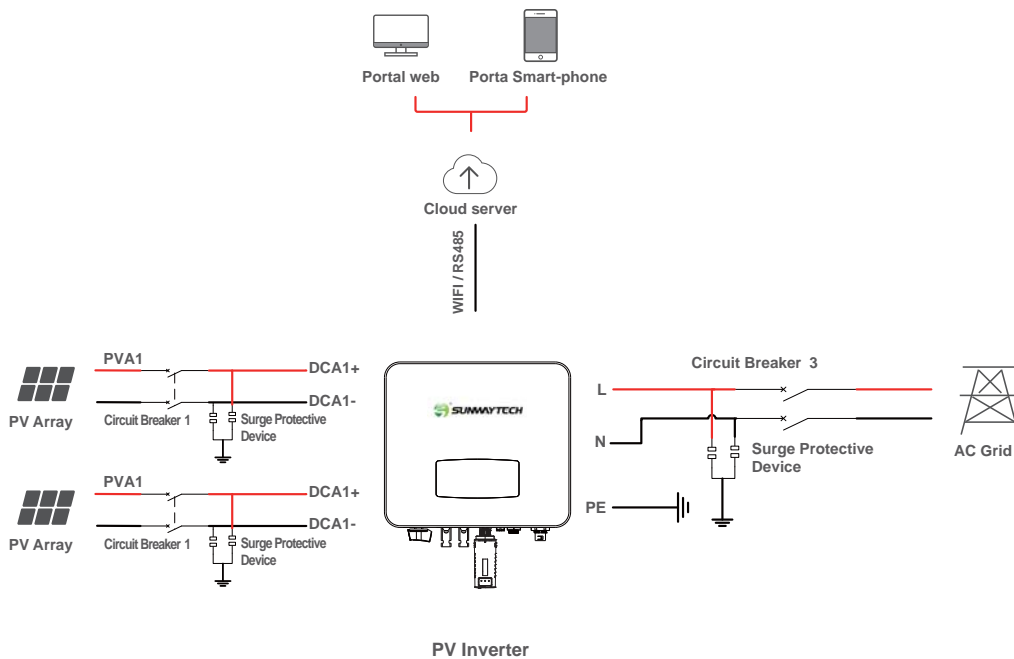 Portal web
Porta Smart-phone
Cloud server
WIFI / RS485
PVA1
DCA1+
DCA1-
PV Array
Circuit Breaker 1
Surge Protective
Device
PVA1
DCA1+
DCA1-
PV Array
Circuit Breaker 1
Surge Protective
Device
SUNWAYTECH
Circuit Breaker 3
L
N
Surge Protective
Device
AC Grid
PE
PV Inverter